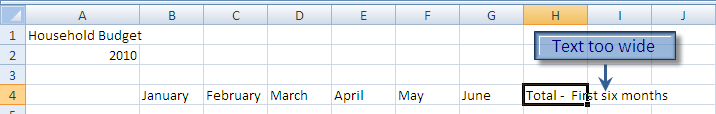 A B C D E F G H I J
1 Household Budget
2 2010
Text too wide
3
4 January February March April May June Total -  First six months
5